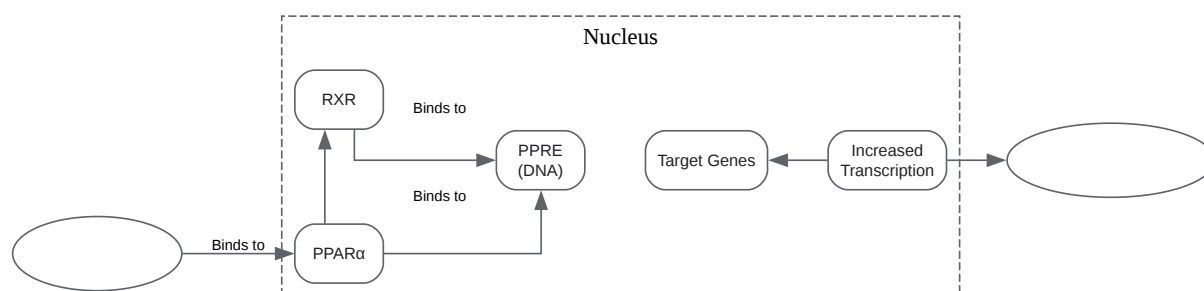 Nucleus
RXR
Binds to
PPRE
(DNA)
Target Genes
Increased
Transcription
Binds to
Binds to
PPARα